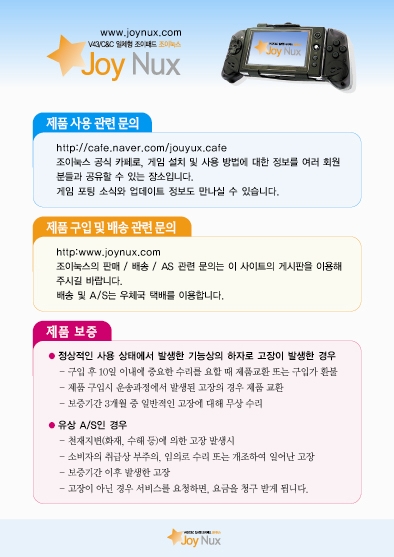 www.joynux.com
V43/C&C 일체형 조이패드 조이눅스
Joy Nux
제품 사용 관련 문의
http://cafe.naver.com/jouyux,cafe
조이눅스 공식 카페로, 게임 설치 및 사용 방법에 대한 정보를 여러 회원
분들과 공유할 수 있는 장소입니다.
게임 포팅 소식와 업데이트 정보도 만나실 수 있습니다.
제품 구입 및 배송 관련 문의
http:www.joynux.com
조이눅스의 판매 / 배송 / AS 관련 문의는 이 사이트의 게시판을 이용해
주시길 바랍니다.
배송 및 A/S는 우체국 택배를 이용합니다.
제품 보증
● 정상적인 사용 상태에서 발생한 기능상의 하자로 고장이 발생한 경우
- 구입 후 10일 이내에 중요한 수리를 요할 때 제품교환 또는 구입가 환불
- 제품 구입시 운송과정에서 발생된 고장의 경우 제품 교환
- 보증기간 3개월 중 일반적인 고장에 대해 무상 수리
● 유상 A/S인 경우
- 천재지변(화재, 수해 등)에 의한 고장 발생시
- 소비자의 취급상 부주의, 임의로 수리 또는 개조하여 일어난 고장
- 보증기간 이후 발생한 고장
- 고장이 아닌 경우 서비스를 요청하면, 요금을 청구 받게 됩니다.
Joy Nux